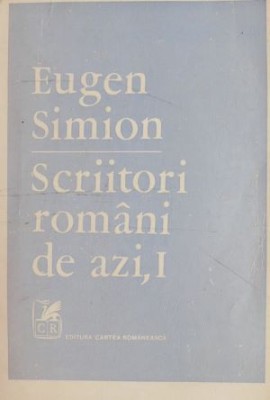 Eugen
Simion
Scriitori
români
de azi, I
CR
EDITURA CARTEA ROMÂNEASCĂ